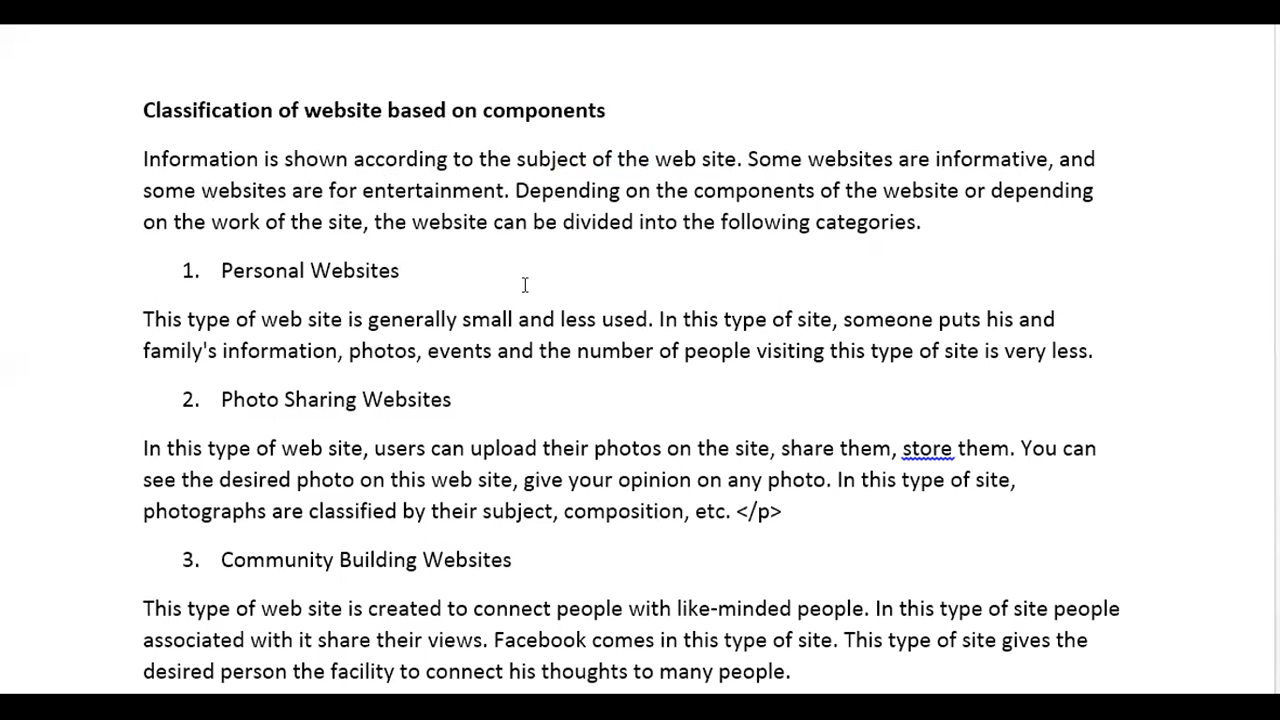 Classification of website based on components
Information is shown according to the subject of the web site. Some websites are informative, and
some websites are for entertainment. Depending on the components of the website or depending
on the work of the site, the website can be divided into the following categories.
1. Personal Websites
This type of web site is generally small and less used. In this type of site, someone puts his and
family's information, photos, events and the number of people visiting this type of site is very less.
2. Photo Sharing Websites
In this type of web site, users can upload their photos on the site, share them, store them. You can
see the desired photo on this web site, give your opinion on any photo. In this type of site,
photographs are classified by their subject, composition, etc. </p>
3. Community Building Websites
This type of web site is created to connect people with like-minded people. In this type of site people
associated with it share their views. Facebook comes in this type of site. This type of site gives the
desired person the facility to connect his thoughts to many people.